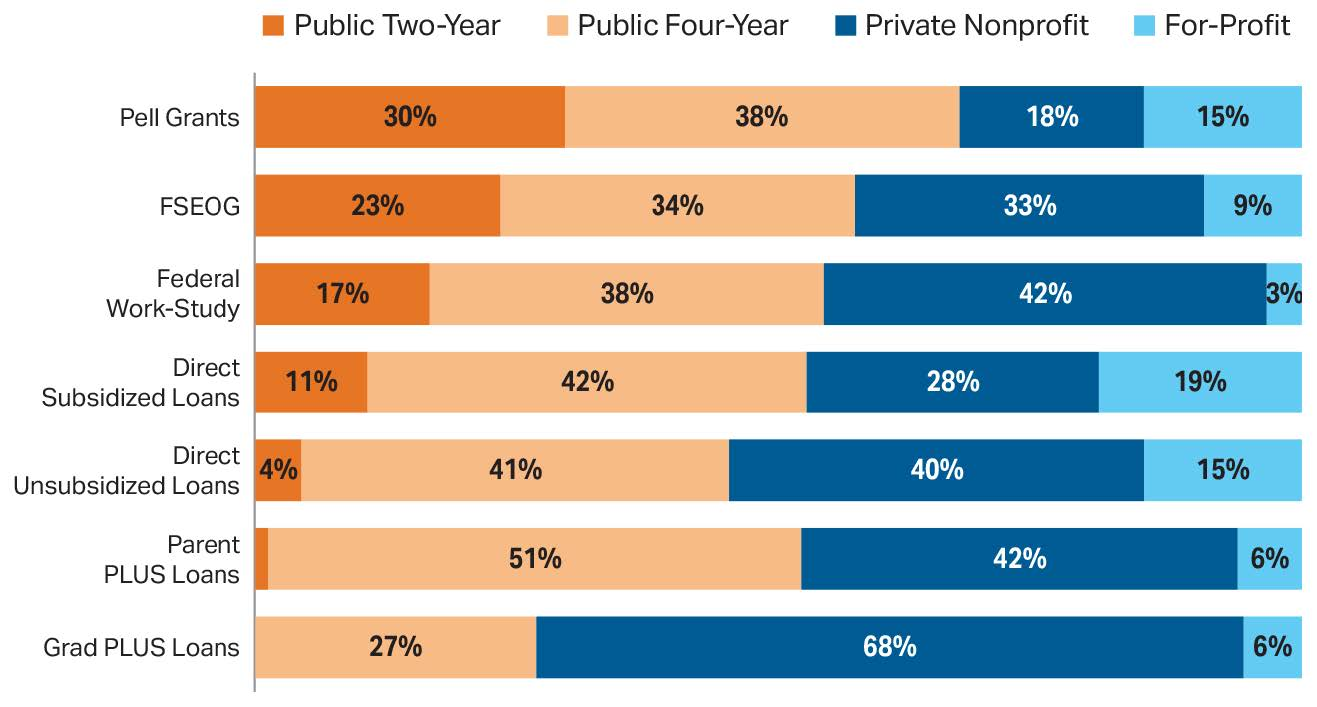 Public Two-Year Public Four-Year Private Nonprofit For-Profit
Pell Grants 30% 38% 18% 15%
FSEOG 23% 34% 33% 9%
Federal
Work-Study 17% 38% 42% 3%
Direct
Subsidized Loans 11% 42% 28% 19%
Direct
Unsubsidized Loans 4% 41% 40% 15%
Parent
PLUS Loans 51% 42% 6%
Grad PLUS Loans 27% 68% 6%